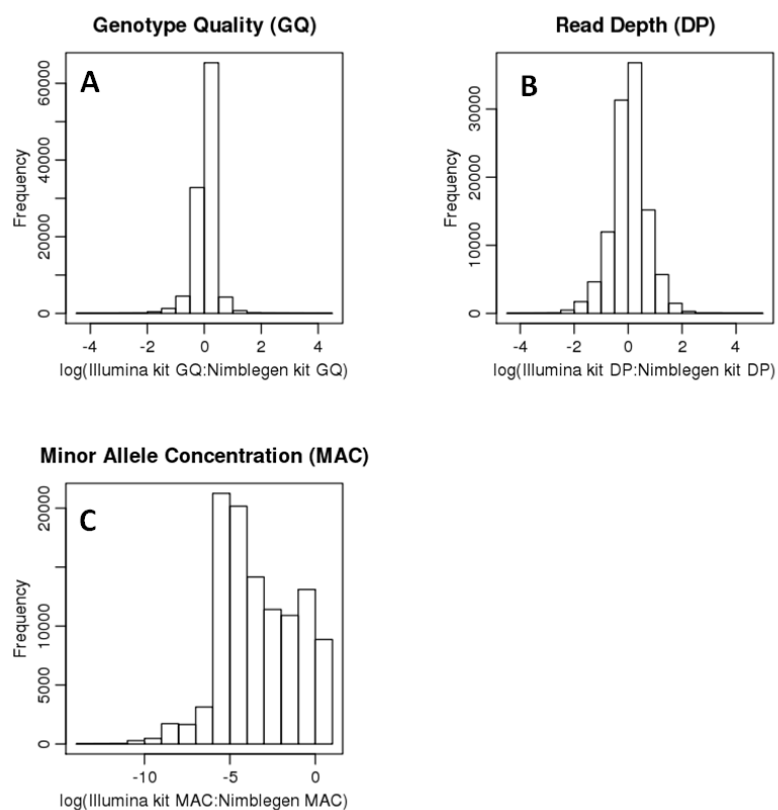 Genotype Quality (GQ)
A
Frequency
0
20000
40000
60000
-4 -2 0 2 4
log(Illumina kit GQ:Nimblegen kit GQ)
Read Depth (DP)
B
Frequency
0
10000
20000
30000
-4 -2 0 2 4
log(Illumina kit DP:Nimblegen kit DP)
Minor Allele Concentration (MAC)
C
Frequency
0
5000
10000
20000
-10 -5 0
log(Illumina kit MAC:Nimblegen MAC)